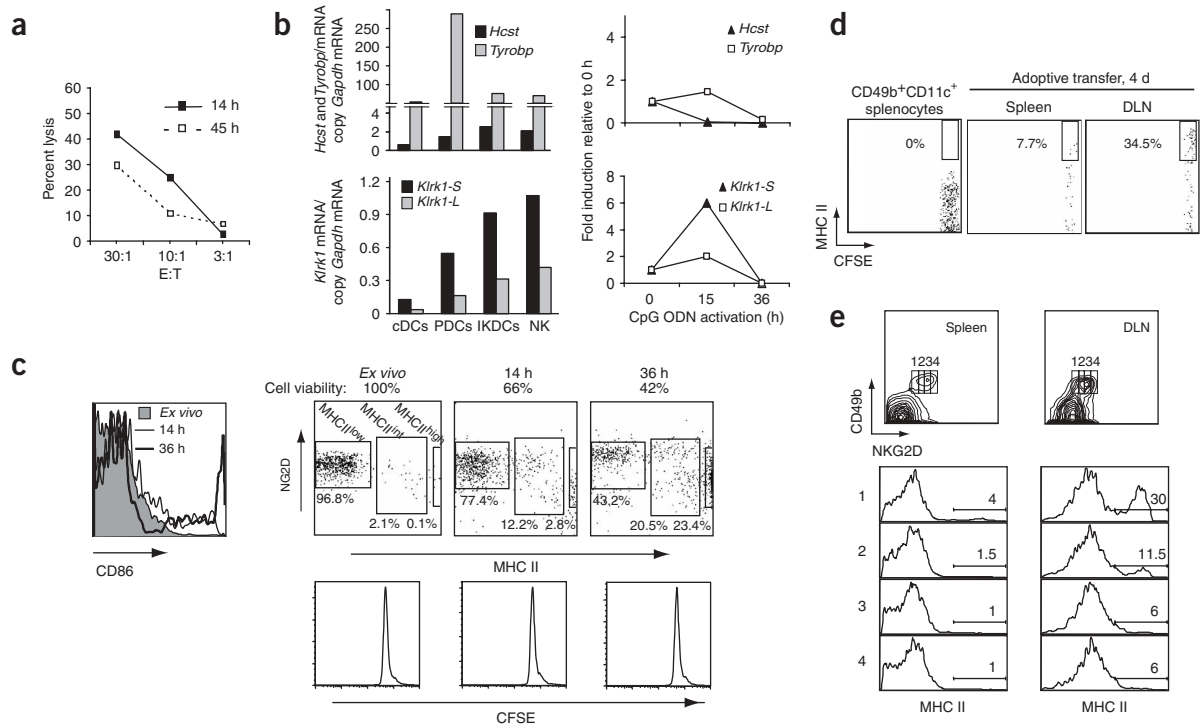 a
Percent lysis
60
50
40
30
20
10
0
14 h
45 h
30:1 10:1 3:1
E:T
b
Hcst and Tyrobp/mRNA
copy Gapdh mRNA
300
250
200
150
100
50
4
2
0
Hcst
Tyrobp
Klrk1 mRNA/
copy Gapdh mRNA
1.2
0.9
0.6
0.3
0
Klrk1-S
Klrk1-L
cDCs PDCs IKDCs NK
Fold induction relative to 0 h
4
2
0
Hcst
Tyrobp
8
6
4
2
0
Klrk1-S
Klrk1-L
0 15 36
CpG ODN activation (h)
c
Ex vivo
14 h
36 h
CD86
Ex vivo 14 h 36 h
Cell viability: 100% 66% 42%
MHCIIlow MHCIIint MHCIIhigh
NG2D
96.8% 2.1% 0.1%
77.4% 12.2% 2.8%
43.2% 20.5% 23.4%
MHC II
CFSE
d
CD49b+CD11c+
splenocytes
Adoptive transfer, 4 d
Spleen DLN
0% 7.7% 34.5%
MHC II
CFSE
e
Spleen DLN
1234 1234
CD49b
NKG2D
1 4 30
2 1.5 11.5
3 1 6
4 1 6
MHC II MHC II